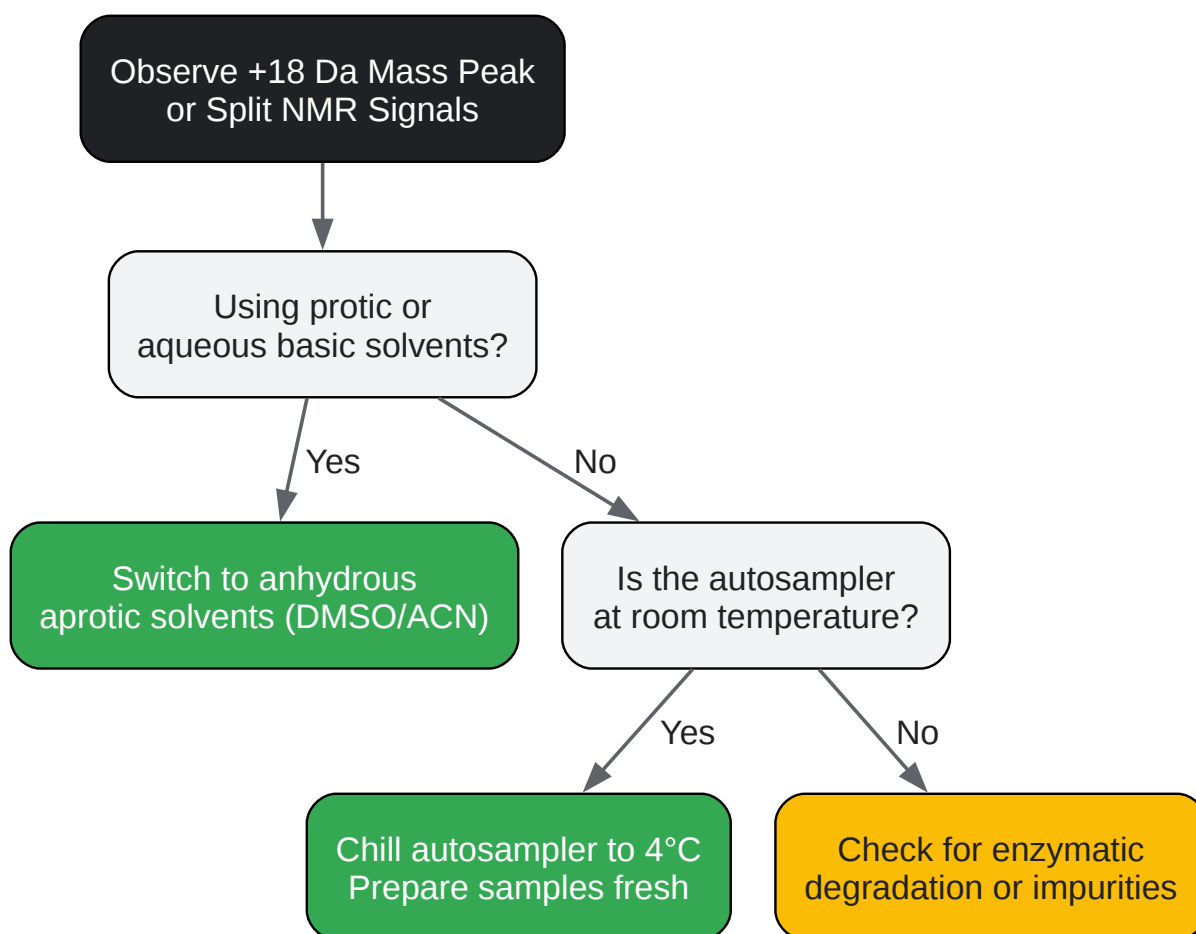 Observe +18 Da Mass Peak
or Split NMR Signals
Using protic or
aqueous basic solvents?
Yes
No
Switch to anhydrous
aprotic solvents (DMSO/ACN)
Is the autosampler
at room temperature?
Yes
No
Chill autosampler to 4°C
Prepare samples fresh
Check for enzymatic
degradation or impurities